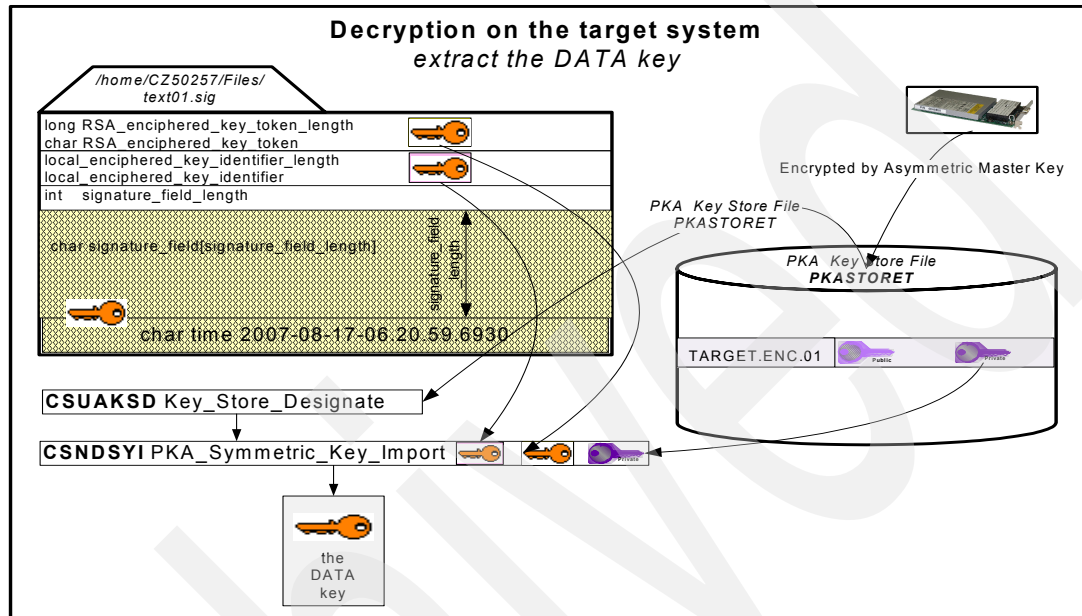 Decryption on the target system
extract the DATA key
/home/CZ50257/Files/
text01.sig
long RSA_enciphered_key_token_length
char RSA_enciphered_key_token
local_enciphered_key_identifier_length
local_enciphered_key_identifier
int signature_field_length
char signature_field[signature_field_length]
signature_field
_length
char time 2007-08-17-06.20.59.6930
Encrypted by Asymmetric Master Key
PKA Key Store File
PKASTORET
PKA Key Store File
PKASTORET
TARGET.ENC.01
Public
Private
CSUAKSD Key_Store_Designate
CSNDSYI PKA_Symmetric_Key_Import
Private
the
DATA
key